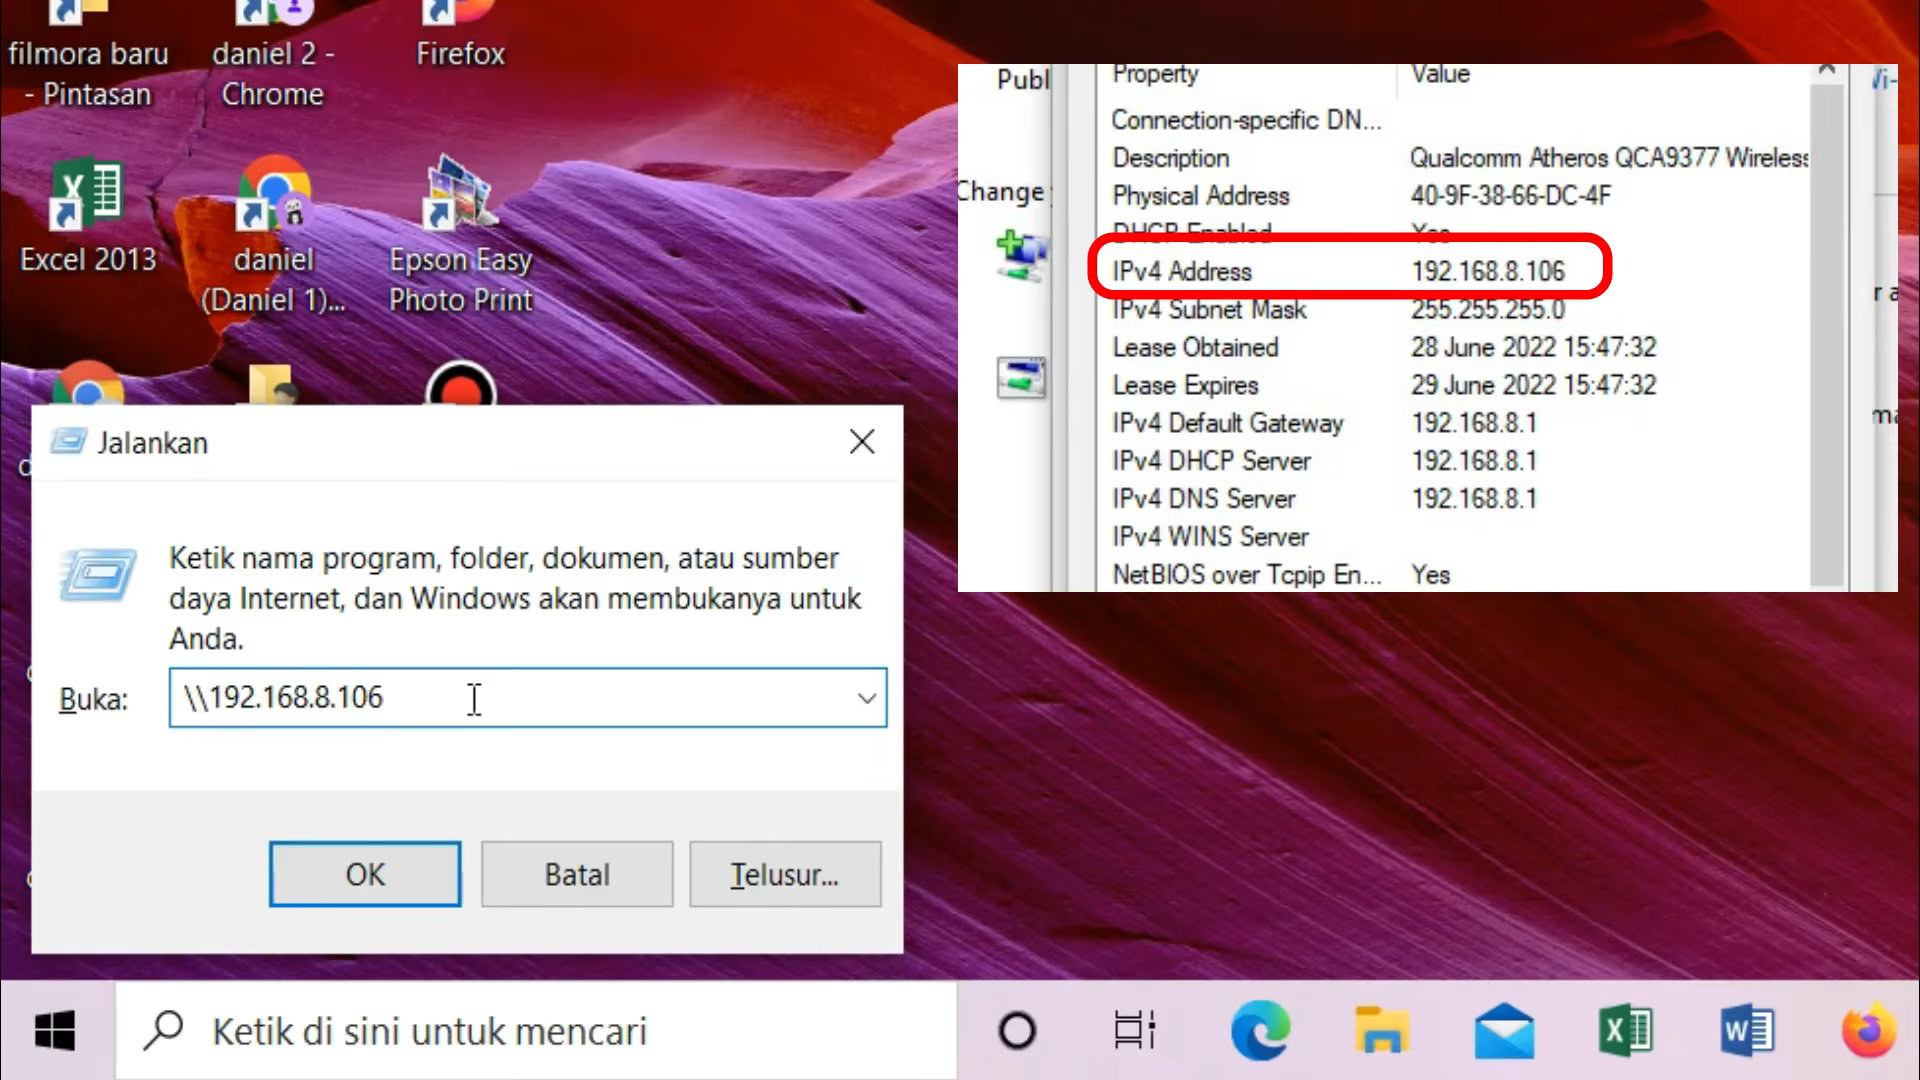 filmora baru
- Pintasan
daniel 2 -
Chrome
Firefox
Excel 2013
daniel
(Daniel 1)...
Epson Easy
Photo Print
Publ
Change
Property Value
Connection-specific DN...
Description Qualcomm Atheros QCA9377 Wireless
Physical Address 40-9F-38-66-DC-4F
DHCP Enabled Yes
IPv4 Address 192.168.8.106
IPv4 Subnet Mask 255.255.255.0
Lease Obtained 28 June 2022 15:47:32
Lease Expires 29 June 2022 15:47:32
IPv4 Default Gateway 192.168.8.1
IPv4 DHCP Server 192.168.8.1
IPv4 DNS Server 192.168.8.1
IPv4 WINS Server
NetBIOS over Tcpip En... Yes
Jalankan
Ketik nama program, folder, dokumen, atau sumber
daya Internet, dan Windows akan membukanya untuk
Anda.
Buka: \\192.168.8.106
OK
Batal
Telusur...
Ketik di sini untuk mencari